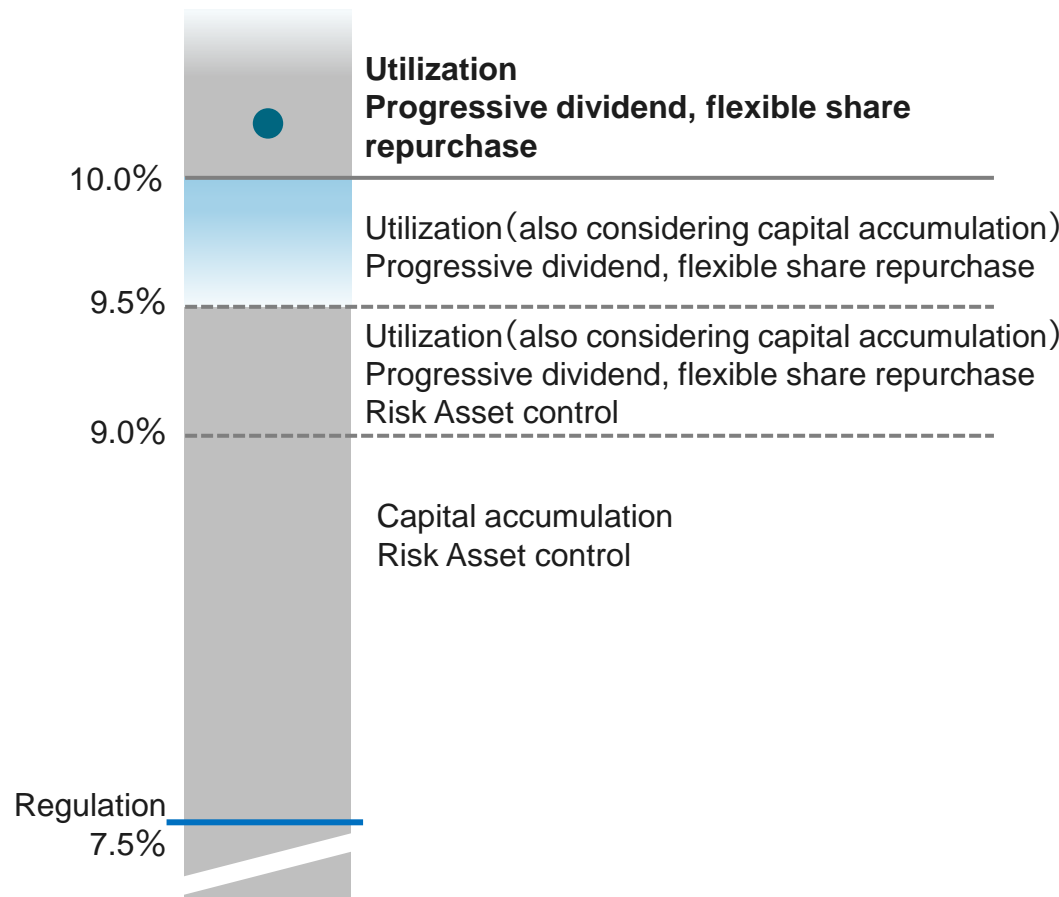 Utilization
Progressive dividend, flexible share
repurchase
10.0%
Utilization（also considering capital accumulation）
Progressive dividend, flexible share repurchase
9.5%
Utilization（also considering capital accumulation）
Progressive dividend, flexible share repurchase
Risk Asset control
9.0%
Capital accumulation
Risk Asset control
Regulation
7.5%